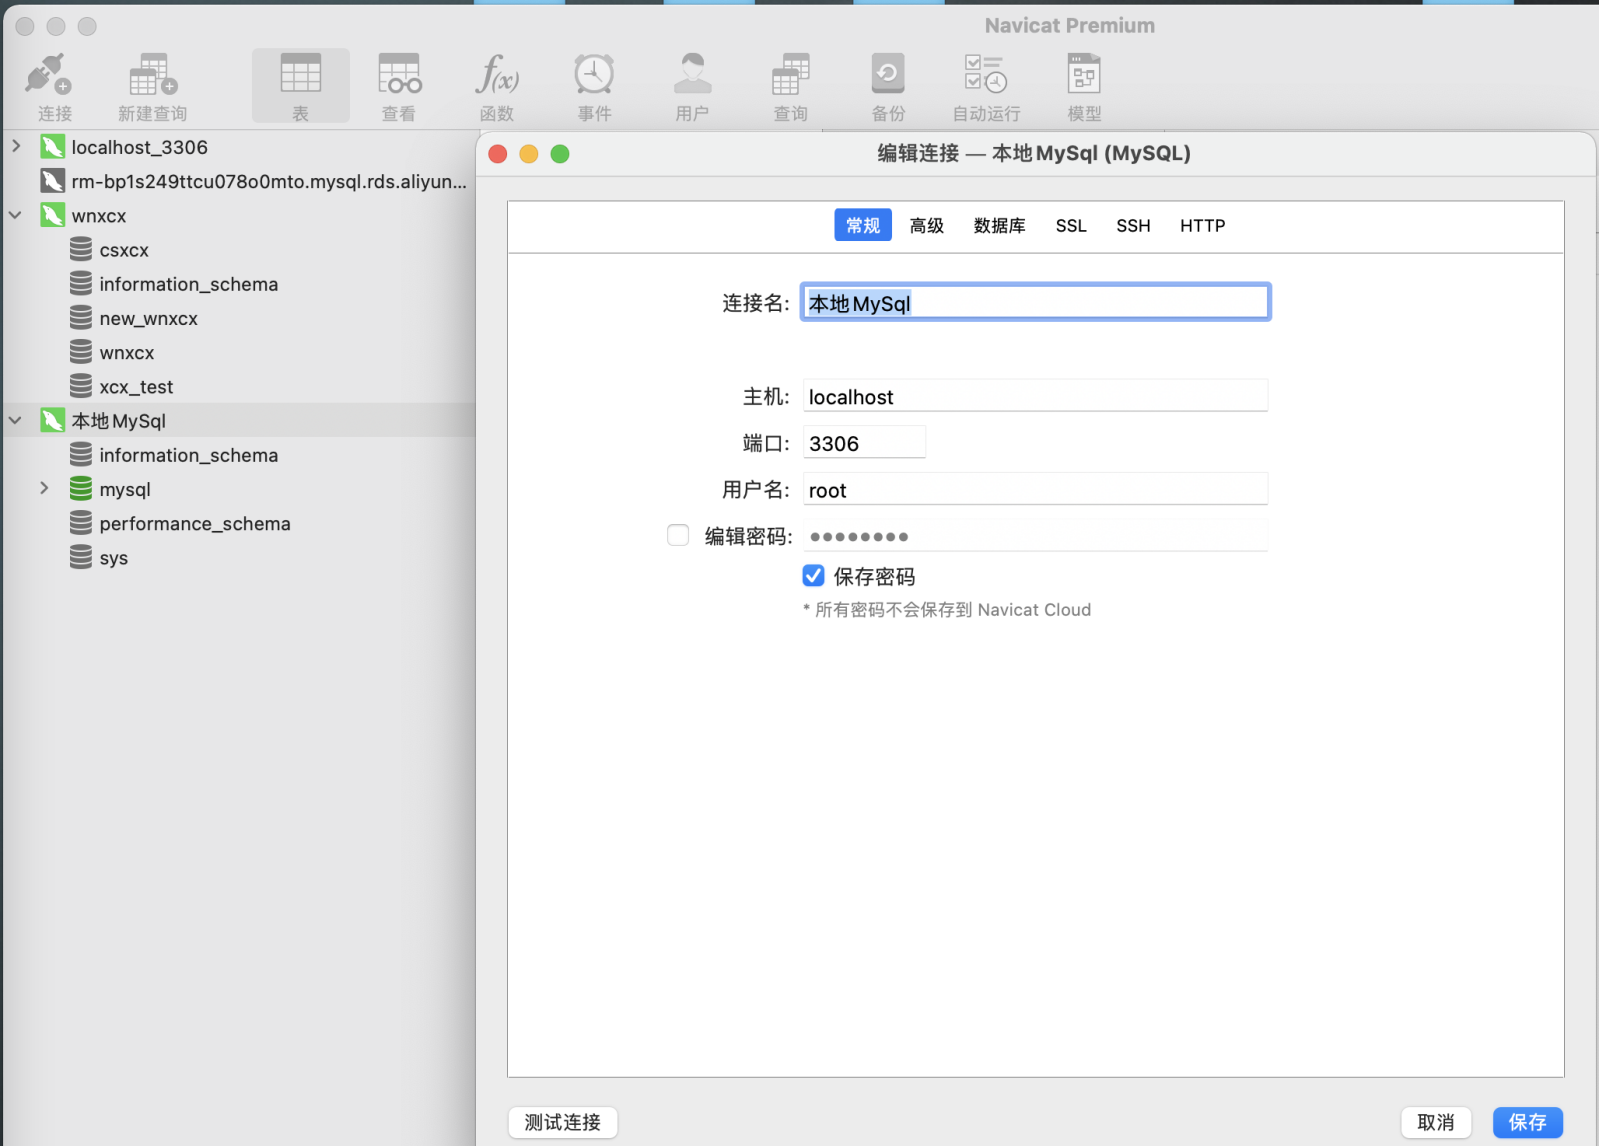 Navicat Premium
连接 新建查询 表 查看 函数 事件 用户 查询 备份 自动运行 模型
localhost_3306
rm-bp1s249ttcu078o0mto.mysql.rds.aliyun...
wnxcx
csxcx
information_schema
new_wnxcx
wnxcx
xcx_test
本地MySql
information_schema
mysql
performance_schema
sys
编辑连接 — 本地MySql (MySQL)
常规 高级 数据库 SSL SSH HTTP
连接名: 本地MySql
主机: localhost
端口: 3306
用户名: root
编辑密码: ••••••••
保存密码
* 所有密码不会保存到 Navicat Cloud
测试连接 取消 保存